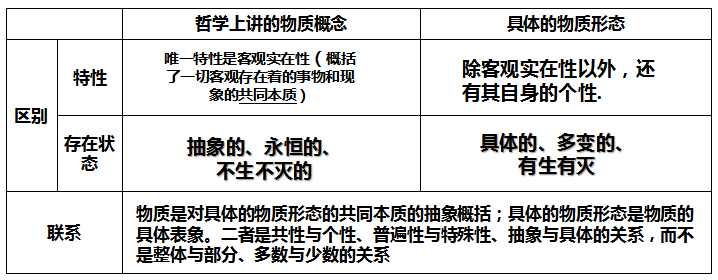 哲学上讲的物质概念
具体的物质形态
区别
特性
唯一特性是客观实在性（概括
了一切客观存在着的事物和现
象的共同本质）
除客观实在性以外，还
有其自身的个性.
存在状
态
抽象的、永恒的、
不生不灭的
具体的、多变的、
有生有灭
联系
物质是对具体的物质形态的共同本质的抽象概括；具体的物质形态是物质的
具体表象。二者是共性与个性、普遍性与特殊性、抽象与具体的关系，而不
是整体与部分、多数与少数的关系